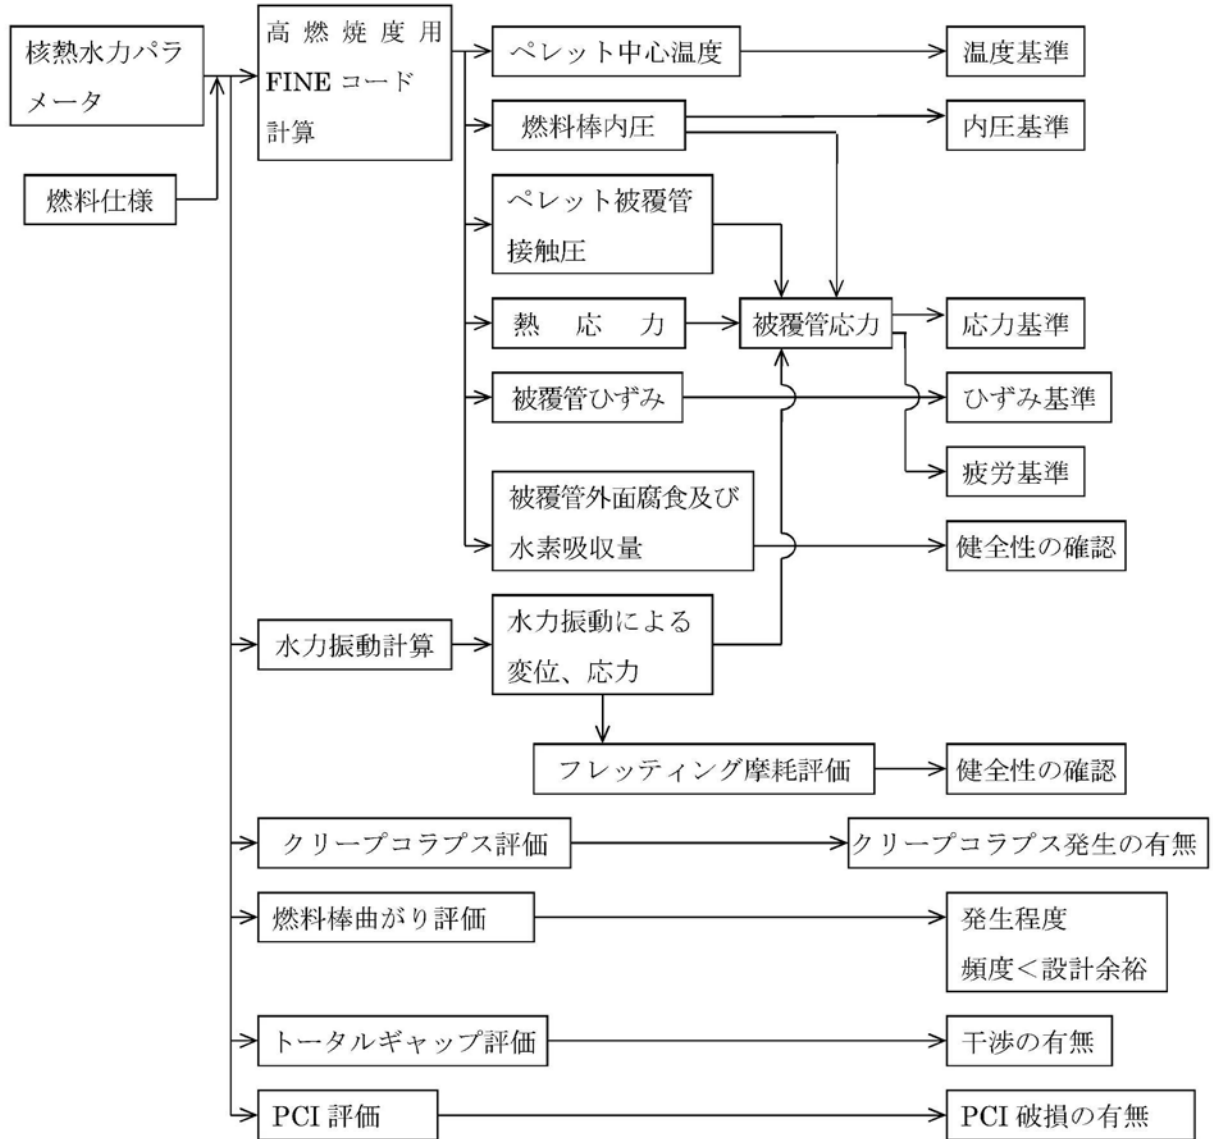 核熱水力パラ
メータ
燃料仕様
高燃焼度用
FINE コード
計算
ペレット中心温度
温度基準
燃料棒内圧
内圧基準
ペレット被覆管
接触圧
熱応力
被覆管応力
応力基準
被覆管ひずみ
ひずみ基準
疲労基準
被覆管外面腐食及び
水素吸収量
健全性の確認
水力振動計算
水力振動による
変位、応力
フレッティング摩耗評価
健全性の確認
クリープコラプス評価
クリープコラプス発生の有無
燃料棒曲がり評価
発生程度
頻度＜設計余裕
トータルギャップ評価
干渉の有無
PCI 評価
PCI 破損の有無